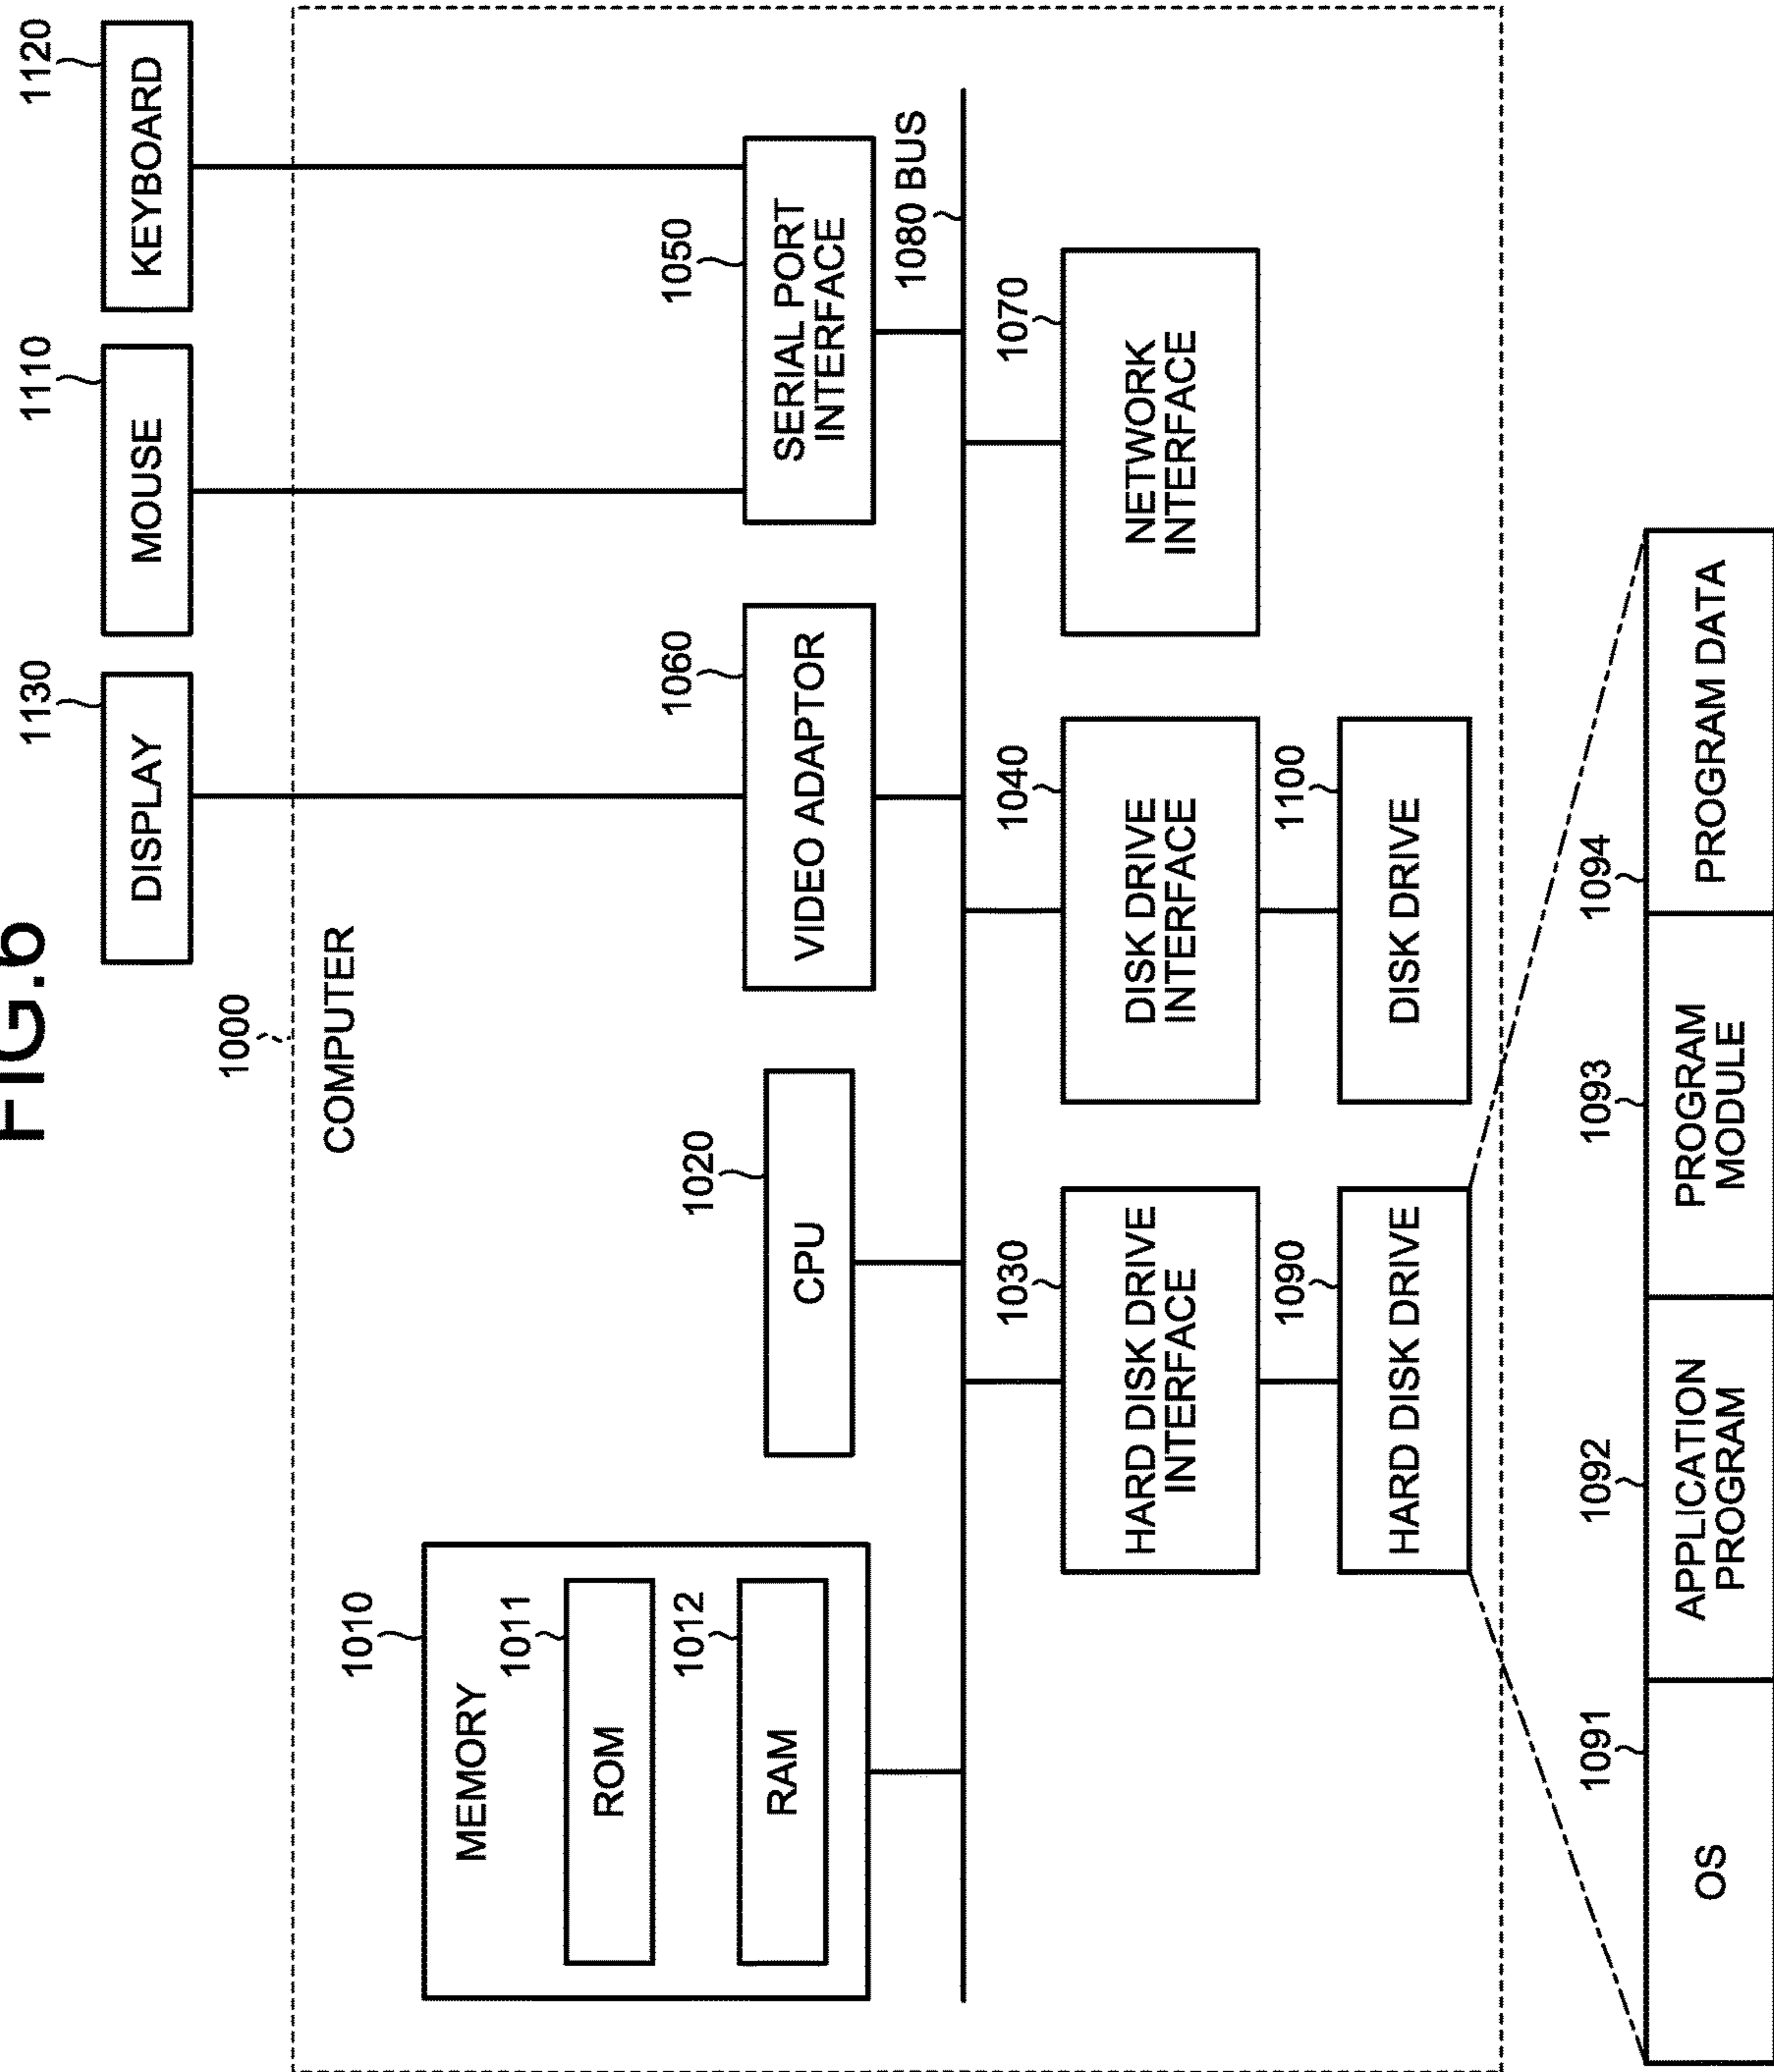 FIG.6
1000
COMPUTER
1130
DISPLAY
1110
MOUSE
1120
KEYBOARD
1010
MEMORY
1011
ROM
1012
RAM
1020
CPU
1060
VIDEO ADAPTOR
1050
SERIAL PORT
INTERFACE
1080 BUS
1030
HARD DISK DRIVE
INTERFACE
1040
DISK DRIVE
INTERFACE
1070
NETWORK
INTERFACE
1090
HARD DISK DRIVE
1100
DISK DRIVE
1091
OS
1092
APPLICATION
PROGRAM
1093
PROGRAM
MODULE
1094
PROGRAM DATA